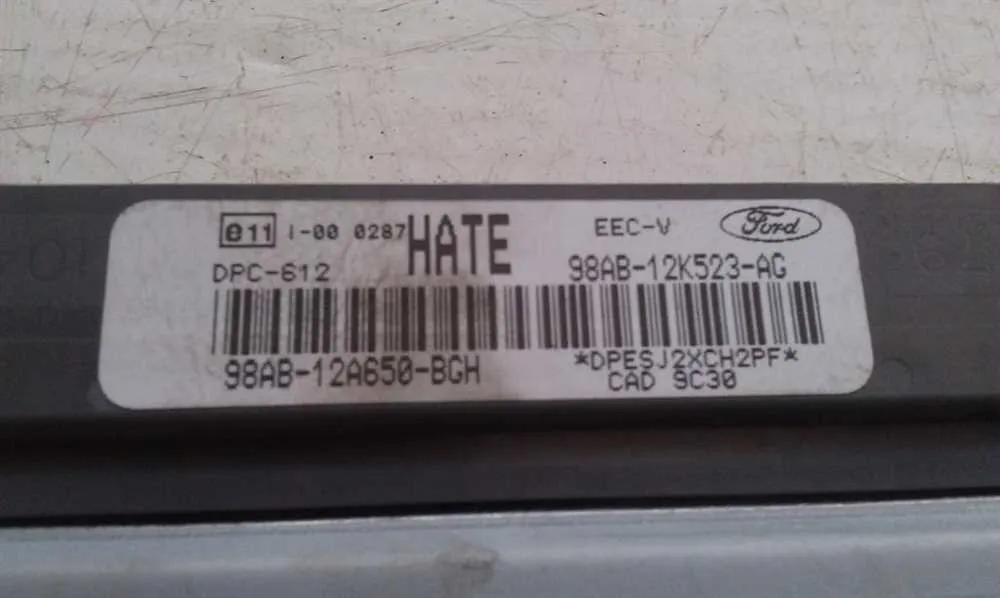 e11 I-00 0287 HATE EEC-V Ford
DPC-612 98AB-12K523-AG
98AB-12A650-BGH *DPESJ2XCH2PF*
CAD 9C30